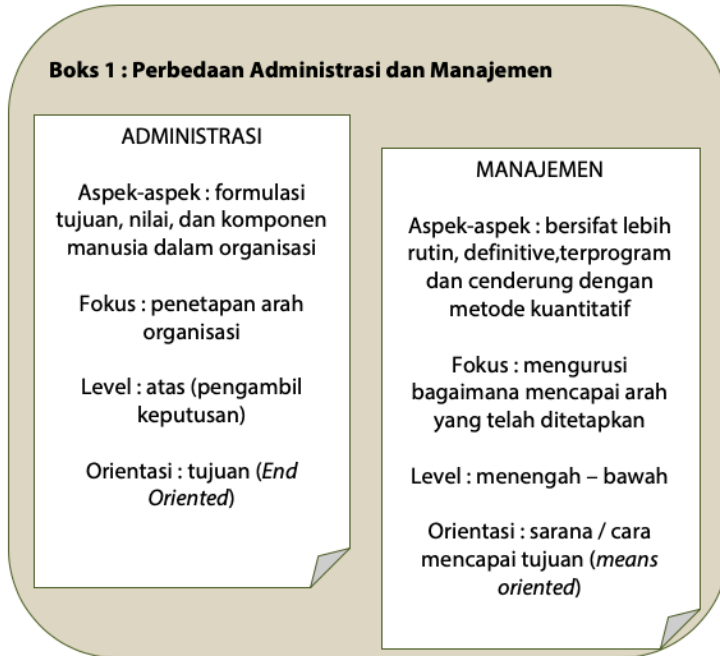 Boks 1 : Perbedaan Administrasi dan Manajemen
ADMINISTRASI
Aspek-aspek : formulasi
tujuan, nilai, dan komponen
manusia dalam organisasi
Fokus : penetapan arah
organisasi
Level : atas (pengambil
keputusan)
Orientasi : tujuan (End
Oriented)
MANAJEMEN
Aspek-aspek : bersifat lebih
rutin, definitive,terprogram
dan cenderung dengan
metode kuantitatif
Fokus : mengurusi
bagaimana mencapai arah
yang telah ditetapkan
Level : menengah – bawah
Orientasi : sarana / cara
mencapai tujuan (means
oriented)